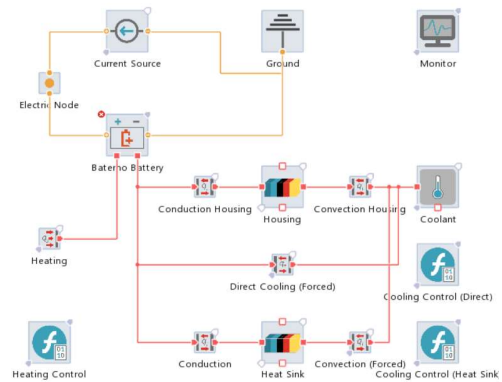 Current Source
Ground
Monitor
Electric Node
+ −
Baterno Battery
Conduction Housing
Housing
Convection Housing
Coolant
Heating
Direct Cooling (Forced)
Cooling Control (Direct)
Heating Control
Conduction
Heat Sink
Convection (Forced)
Cooling Control (Heat Sink